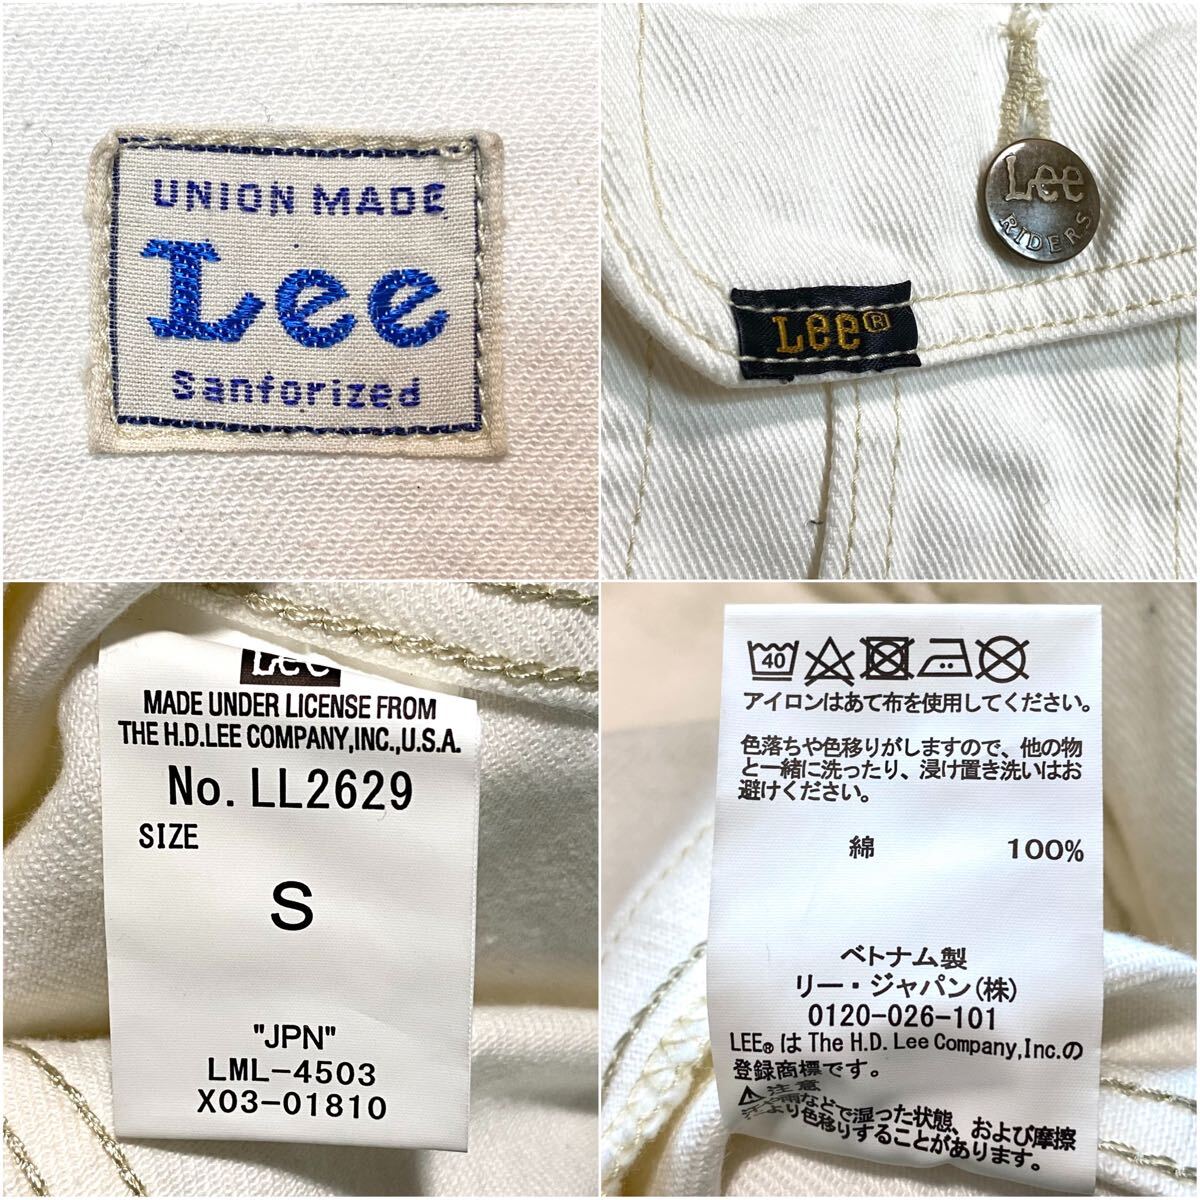 UNION MADE
Lee
Sanforized
Lee
RIDERS
Lee®
Lee
MADE UNDER LICENSE FROM
THE H.D.LEE COMPANY,INC.,U.S.A.
No. LL2629
SIZE
S
"JPN"
LML-4503
X03-01810
40
アイロンはあて布を使用してください。
色落ちや色移りがしますので、他の物
と一緒に洗ったり、浸け置き洗いはお
避けください。
綿 100%
ベトナム製
リー・ジャパン(株)
0120-026-101
LEE® は The H.D. Lee Company,Inc.の
登録商標です。
⚠注意
汗や雨などで湿った状態、および摩擦
により色移りすることがあります。